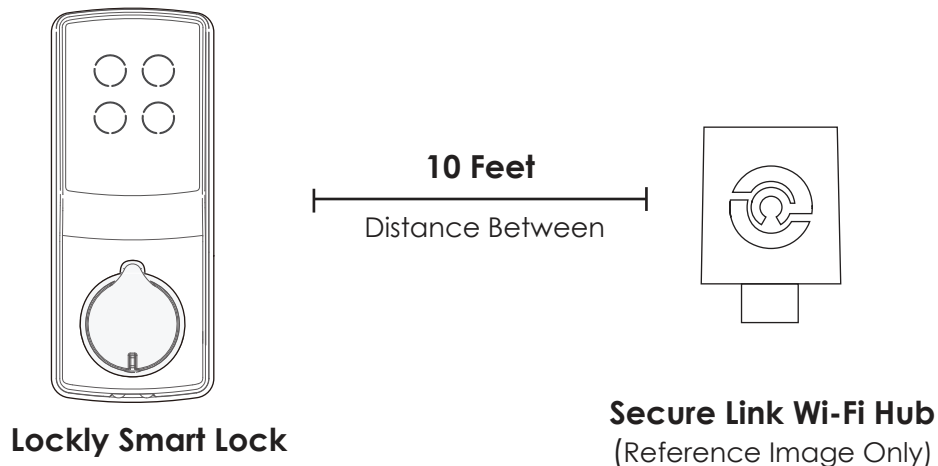 10 Feet
Distance Between
Lockly Smart Lock
Secure Link Wi-Fi Hub
(Reference Image Only)